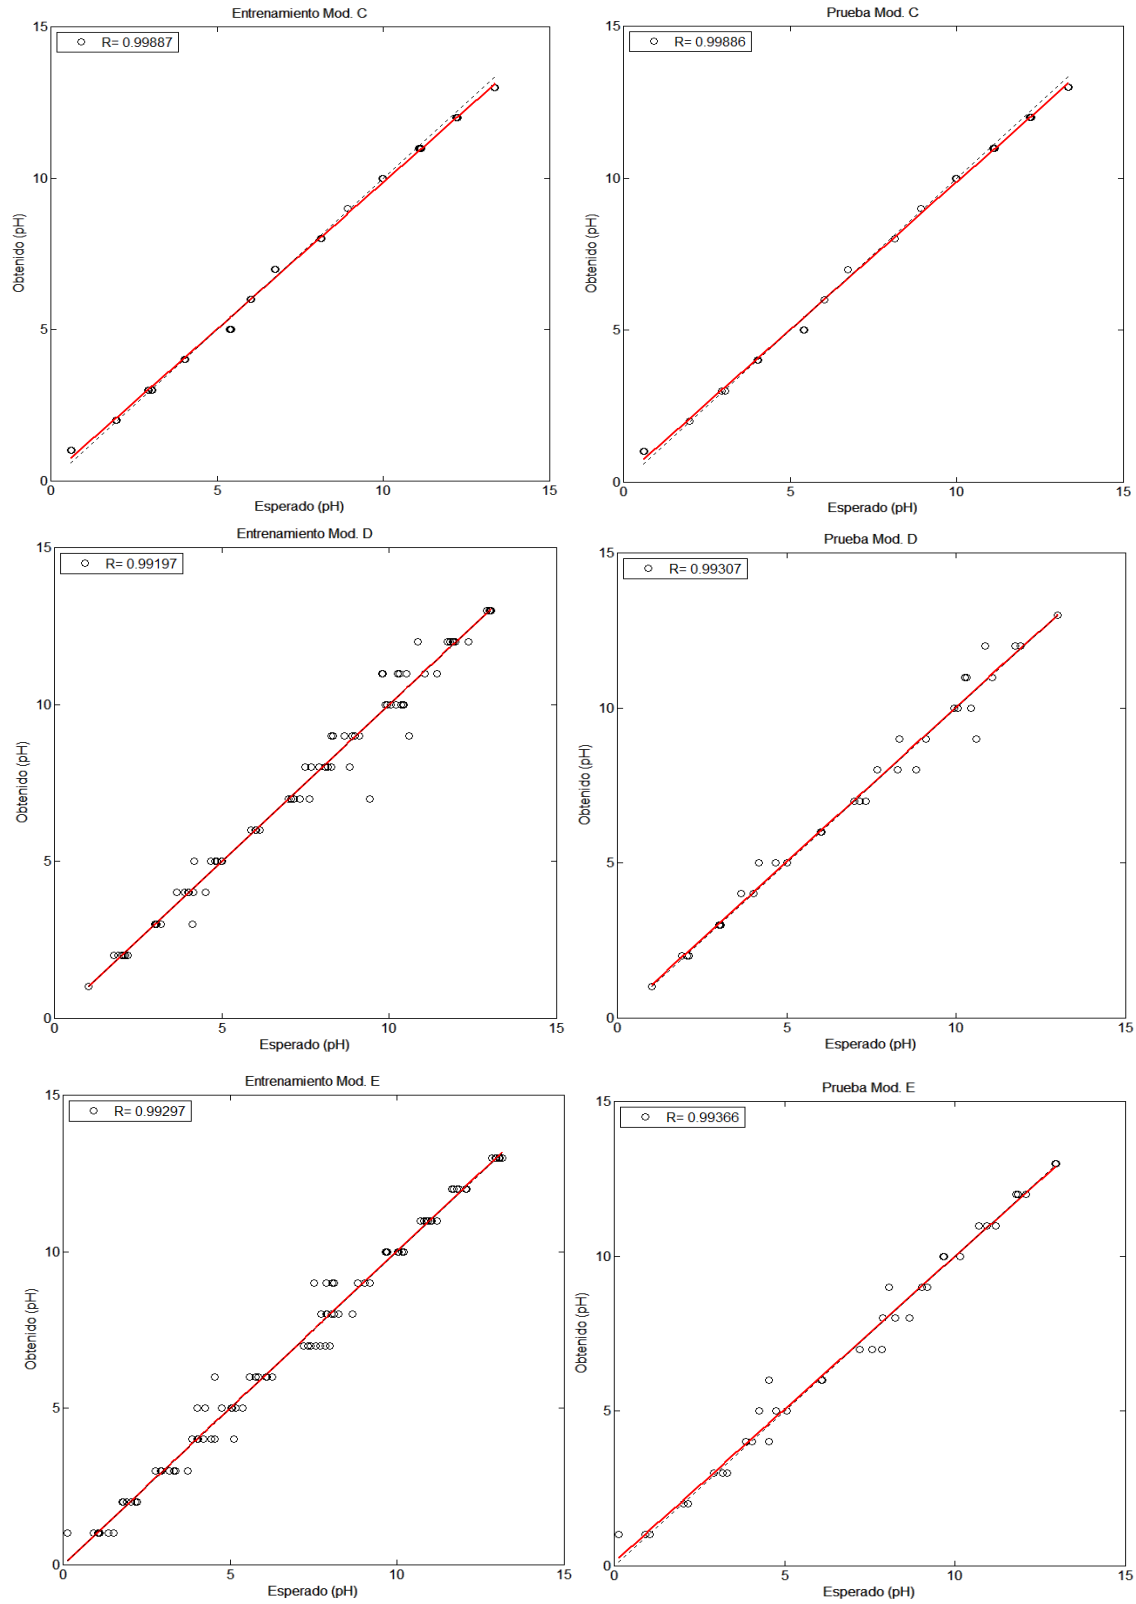 Entrenamiento Mod. C
R= 0.99887
15
10
5
0
5
10
15
Obtenido (pH)
Esperado (pH)
Prueba Mod. C
R= 0.99886
15
10
5
0
0
5
10
15
Obtenido (pH)
Esperado (pH)
Entrenamiento Mod. D
R= 0.99197
15
10
5
0
0
5
10
15
Obtenido (pH)
Esperado (pH)
Prueba Mod. D
R= 0.99307
15
10
5
0
0
5
10
15
Obtenido (pH)
Esperado (pH)
Entrenamiento Mod. E
R= 0.99297
15
10
5
0
0
5
10
15
Obtenido (pH)
Esperado (pH)
Prueba Mod. E
R= 0.99366
15
10
5
0
0
5
10
15
Obtenido (pH)
Esperado (pH)